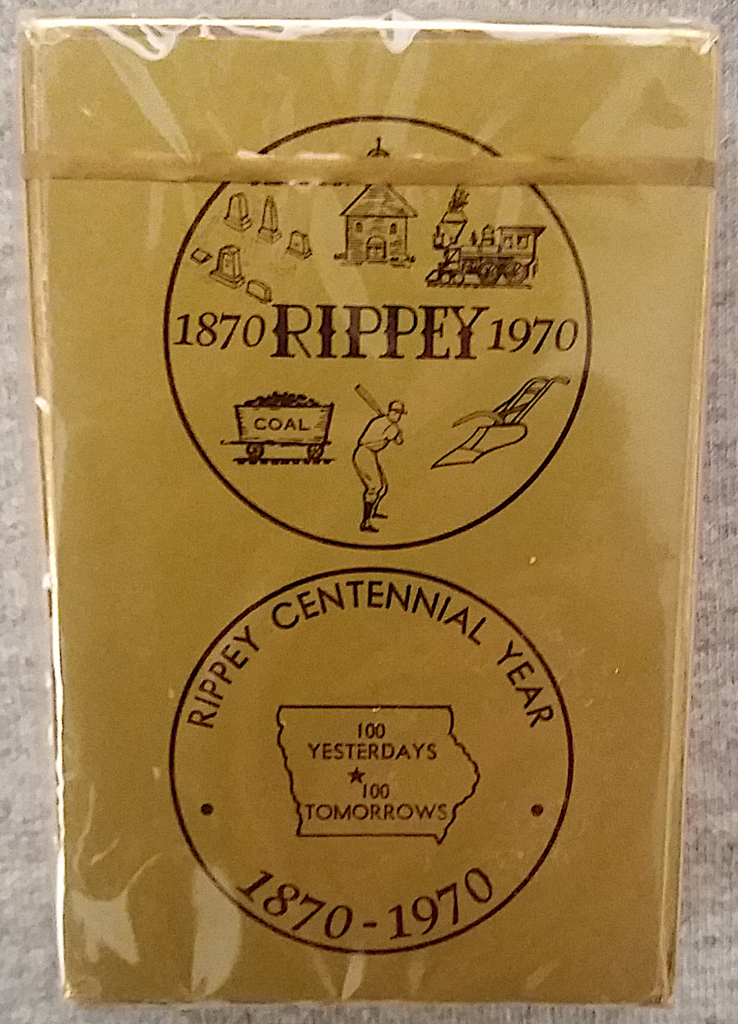 1870 RIPPEY 1970
COAL
RIPPEY CENTENNIAL YEAR
100
YESTERDAYS
100
TOMORROWS
1870 - 1970